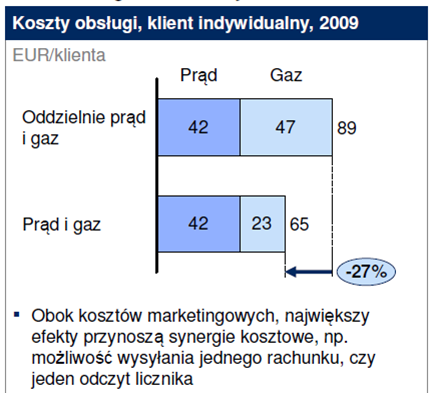 Koszty obsługi, klient indywidualny, 2009
EUR/klienta
Prąd Gaz
Oddzielnie prąd
i gaz
42 47 89
Prąd i gaz
42 23 65
-27%
▪ Obok kosztów marketingowych, największy
efekty przynoszą synergie kosztowe, np.
możliwość wysyłania jednego rachunku, czy
jeden odczyt licznika